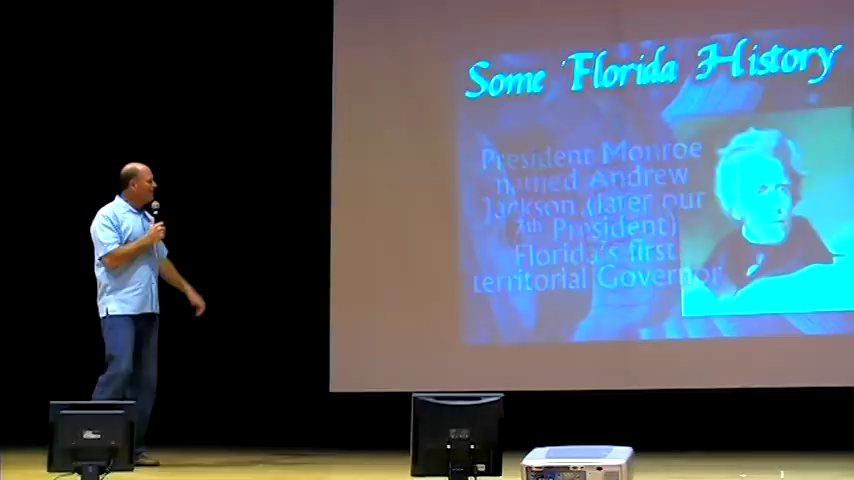 Some Florida History
President Monroe
named Andrew
Jackson (later our
7th President)
Florida's first
territorial Governor